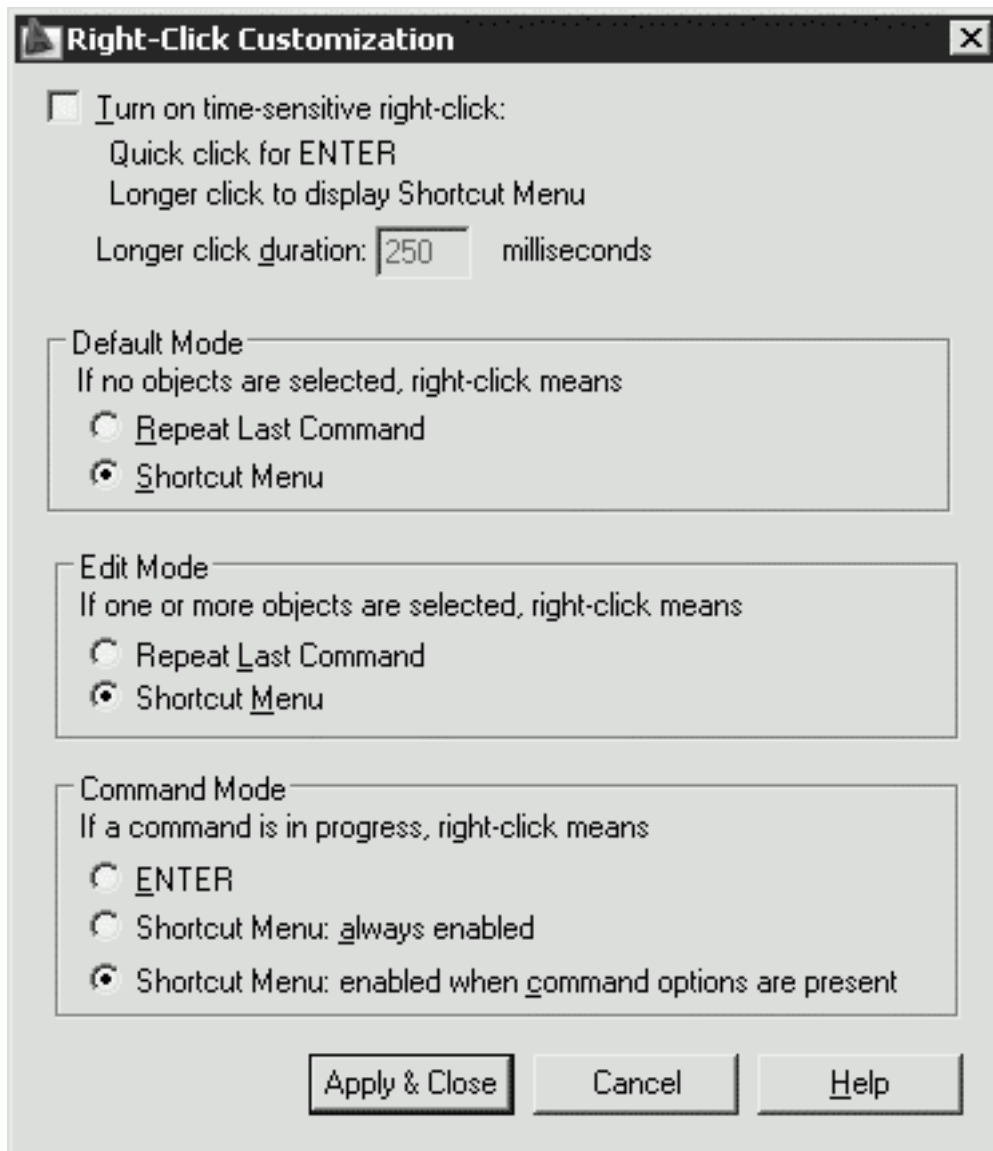 Right-Click Customization
Turn on time-sensitive right-click:
Quick click for ENTER
Longer click to display Shortcut Menu
Longer click duration: 250 milliseconds
Default Mode
If no objects are selected, right-click means
Repeat Last Command
Shortcut Menu
Edit Mode
If one or more objects are selected, right-click means
Repeat Last Command
Shortcut Menu
Command Mode
If a command is in progress, right-click means
ENTER
Shortcut Menu: always enabled
Shortcut Menu: enabled when command options are present
Apply & Close Cancel Help